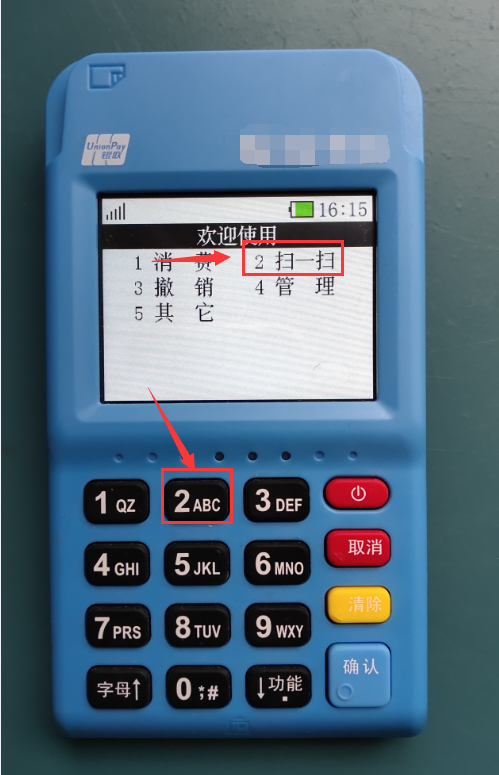 UnionPay
银联
16:15
欢迎使用
1 消 费 2 扫一扫
3 撤 销 4 管 理
5 其 它
1 QZ 2 ABC 3 DEF
取消
4 GHI 5 JKL 6 MNO
清除
7 PRS 8 TUV 9 WXY
确认
字母↑ 0 ;,# ↓功能